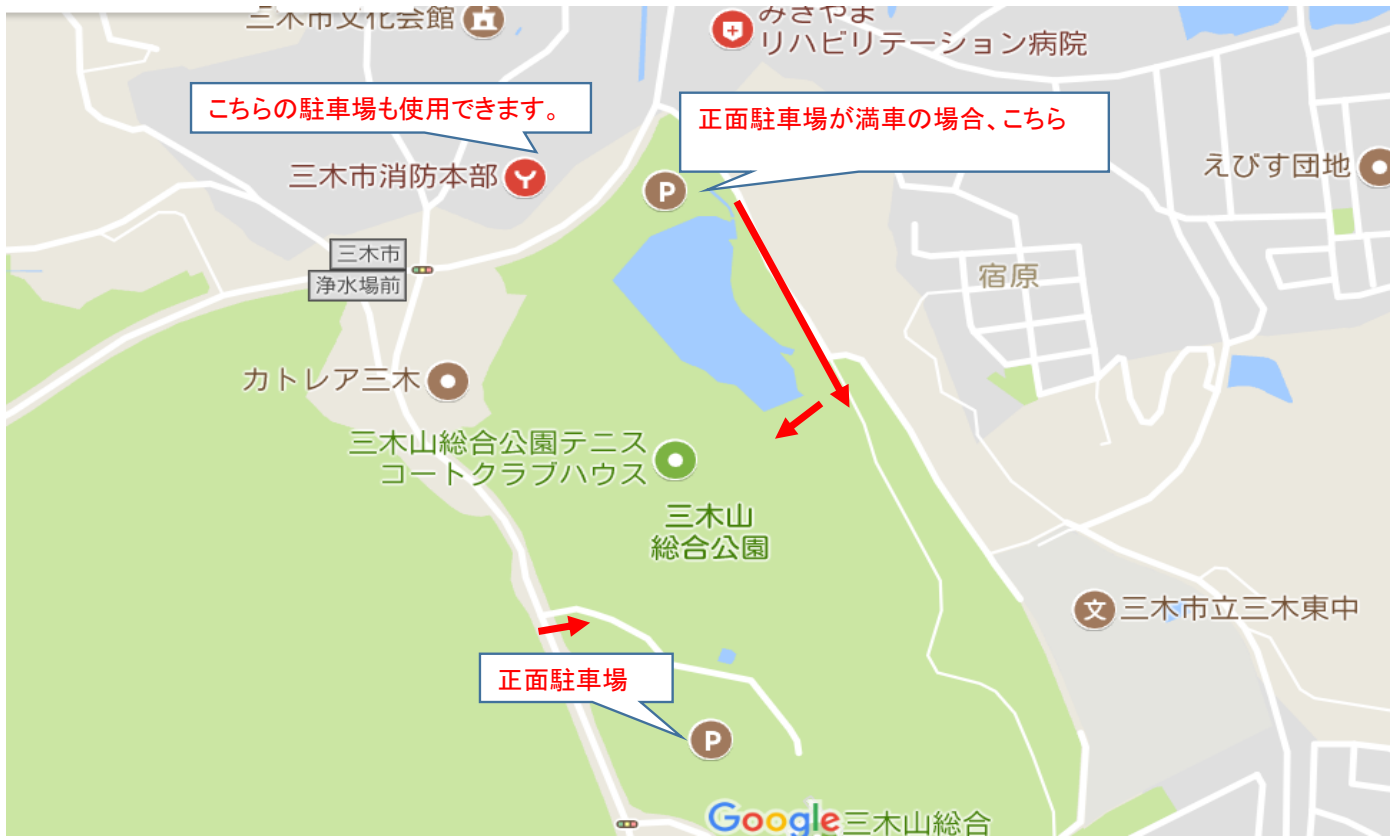 三木市文化会館
みきやま
リハビリテーション病院
こちらの駐車場も使用できます。
正面駐車場が満車の場合、こちら
三木市消防本部
P
えびす団地
三木市
浄水場前
宿原
カトレア三木
三木山総合公園テニス
コートクラブハウス
三木山
総合公園
文
三木市立三木東中
正面駐車場
P
Google
三木山総合